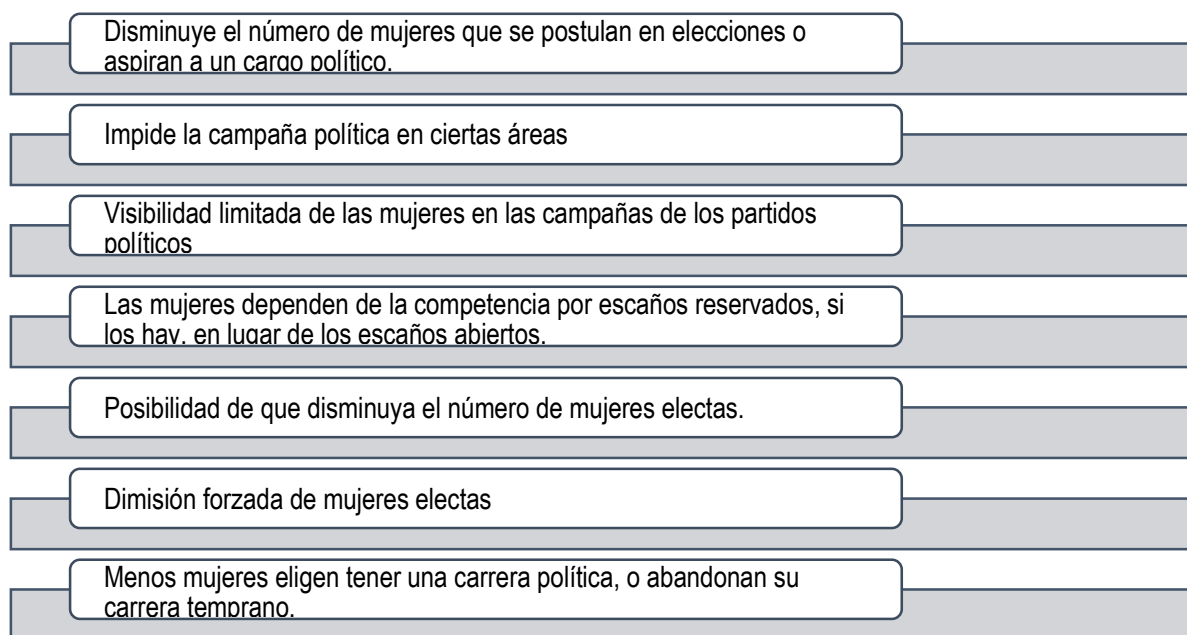 Disminuye el número de mujeres que se postulan en elecciones o
aspiran a un cargo político.
Impide la campaña política en ciertas áreas
Visibilidad limitada de las mujeres en las campañas de los partidos
políticos
Las mujeres dependen de la competencia por escaños reservados, si
los hay, en lugar de los escaños abiertos.
Posibilidad de que disminuya el número de mujeres electas.
Dimisión forzada de mujeres electas
Menos mujeres eligen tener una carrera política, o abandonan su
carrera temprano.